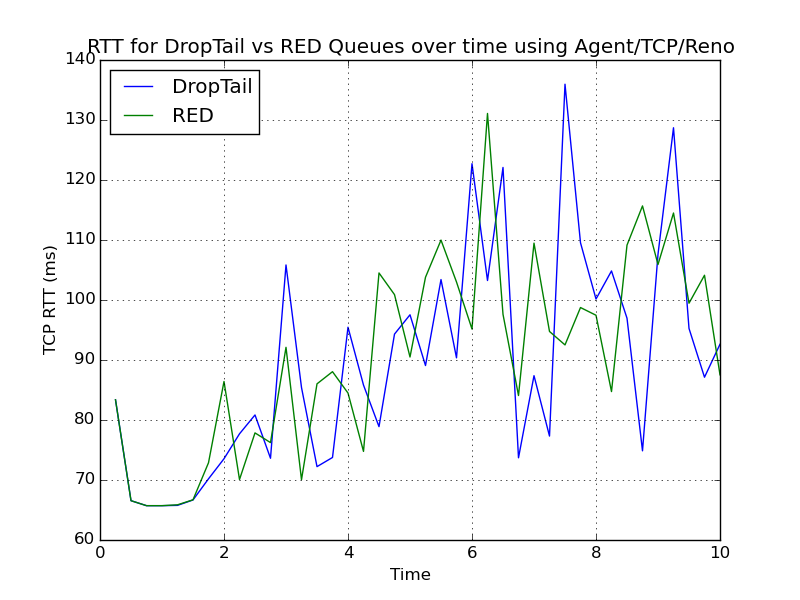 RTT for DropTail vs RED Queues over time using Agent/TCP/Reno
140
130
120
110
100
90
80
70
60
TCP RTT (ms)
DropTail
RED
0 2 4 6 8 10
Time